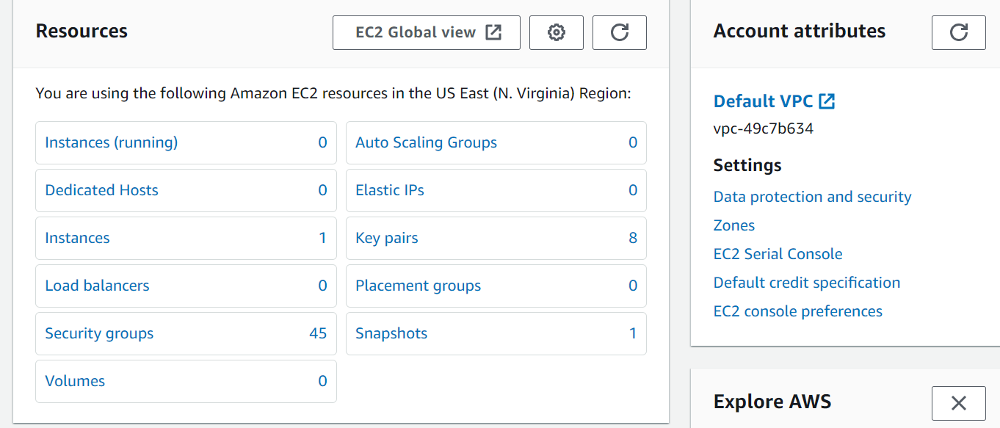 Resources
EC2 Global view
You are using the following Amazon EC2 resources in the US East (N. Virginia) Region:
Instances (running) 0
Auto Scaling Groups 0
Dedicated Hosts 0
Elastic IPs 0
Instances 1
Key pairs 8
Load balancers 0
Placement groups 0
Security groups 45
Snapshots 1
Volumes 0
Account attributes
Default VPC
vpc-49c7b634
Settings
Data protection and security
Zones
EC2 Serial Console
Default credit specification
EC2 console preferences
Explore AWS